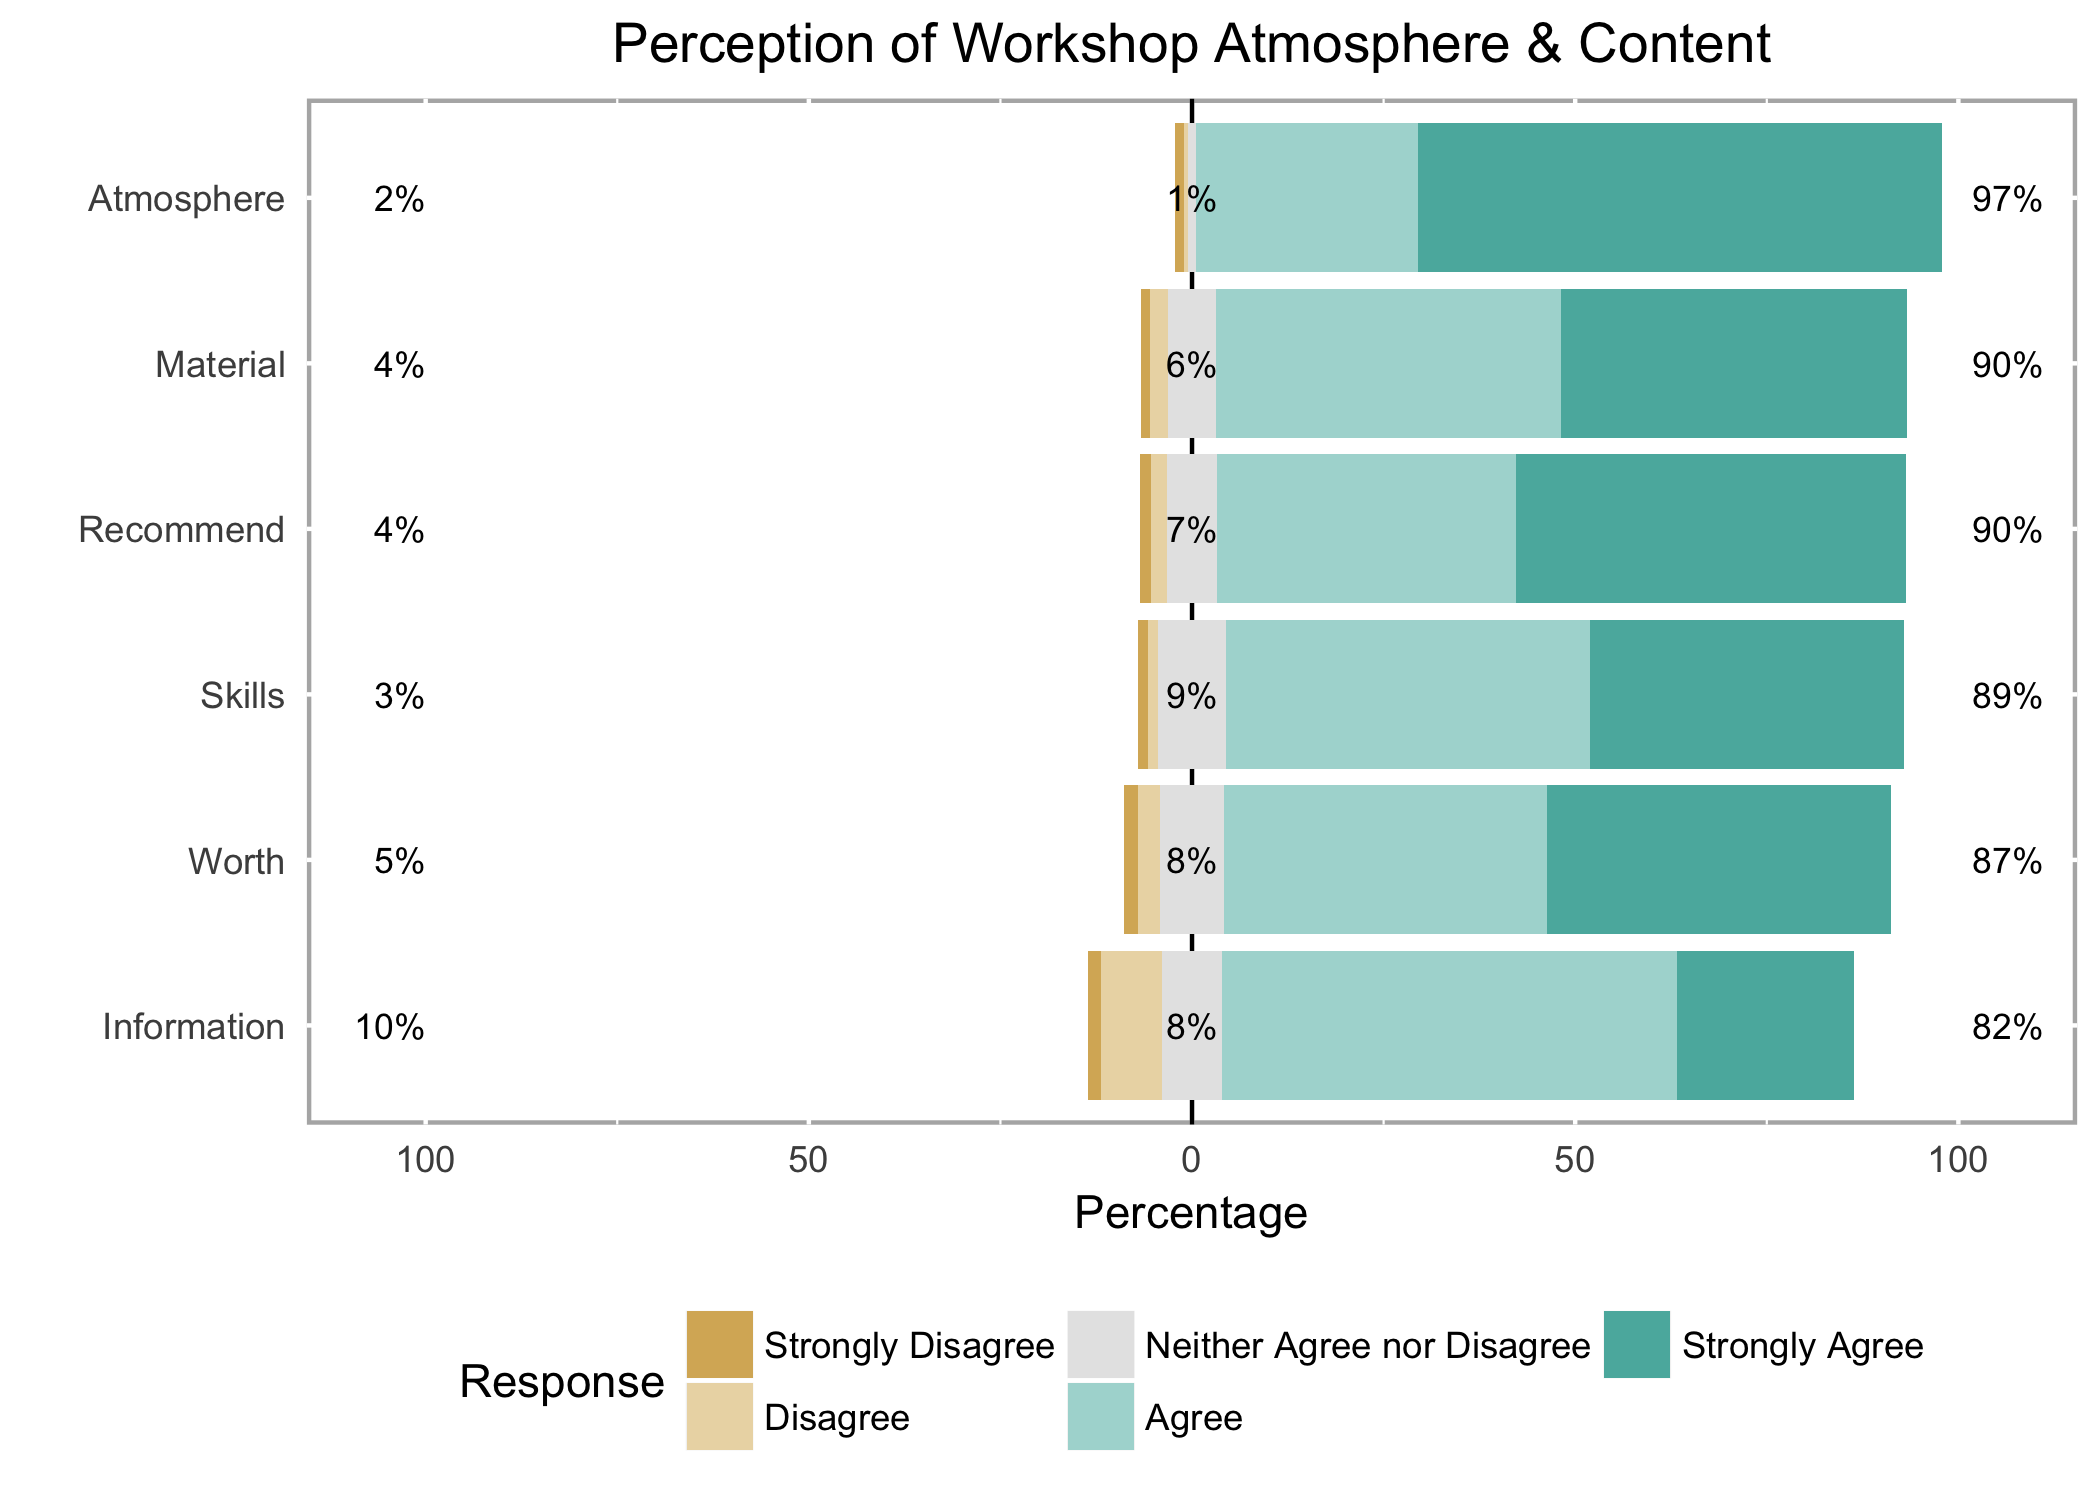 Perception of Workshop Atmosphere & Content
Atmosphere 2% 1% 97%
Material 4% 6% 90%
Recommend 4% 7% 90%
Skills 3% 9% 89%
Worth 5% 8% 87%
Information 10% 8% 82%
100 50 0 50 100
Percentage
Response
Strongly Disagree Neither Agree nor Disagree Strongly Agree
Disagree Agree